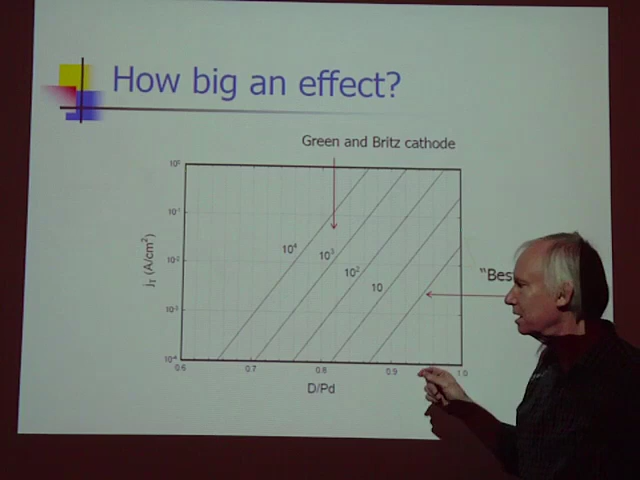 How big an effect?
Green and Britz cathode
10⁰
10⁻¹
10⁻²
10⁻³
10⁻⁴
j_T (A/cm²)
10⁴
10³
10²
10
"Bes
0.6 0.7 0.8 0.9 1.0
D/Pd